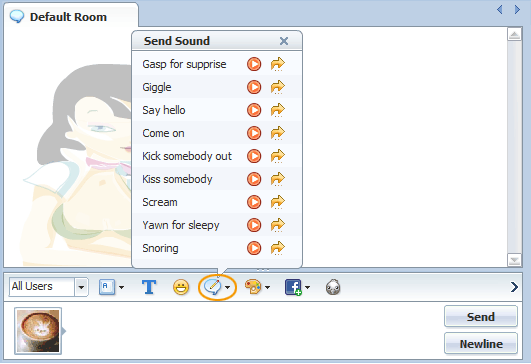 Default Room
Send Sound
Gasp for supprise
Giggle
Say hello
Come on
Kick somebody out
Kiss somebody
Scream
Yawn for sleepy
Snoring
All Users
Send
Newline